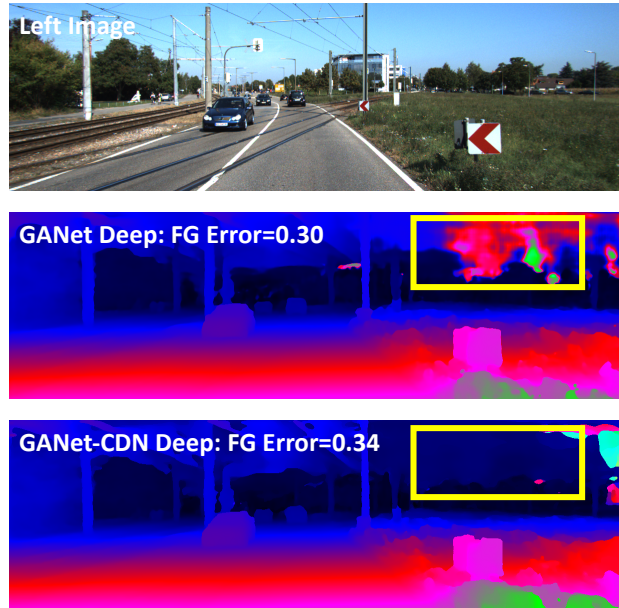 Left Image
GANet Deep: FG Error=0.30
GANet-CDN Deep: FG Error=0.34